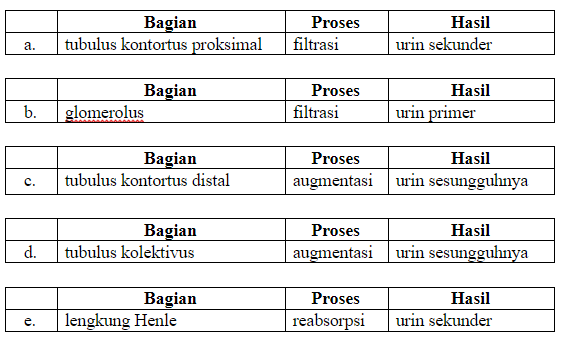 Bagian Proses Hasil
a. tubulus kontortus proksimal filtrasi urin sekunder
Bagian Proses Hasil
b. glomerolus filtrasi urin primer
Bagian Proses Hasil
c. tubulus kontortus distal augmentasi urin sesungguhnya
Bagian Proses Hasil
d. tubulus kolektivus augmentasi urin sesungguhnya
Bagian Proses Hasil
e. lengkung Henle reabsorpsi urin sekunder